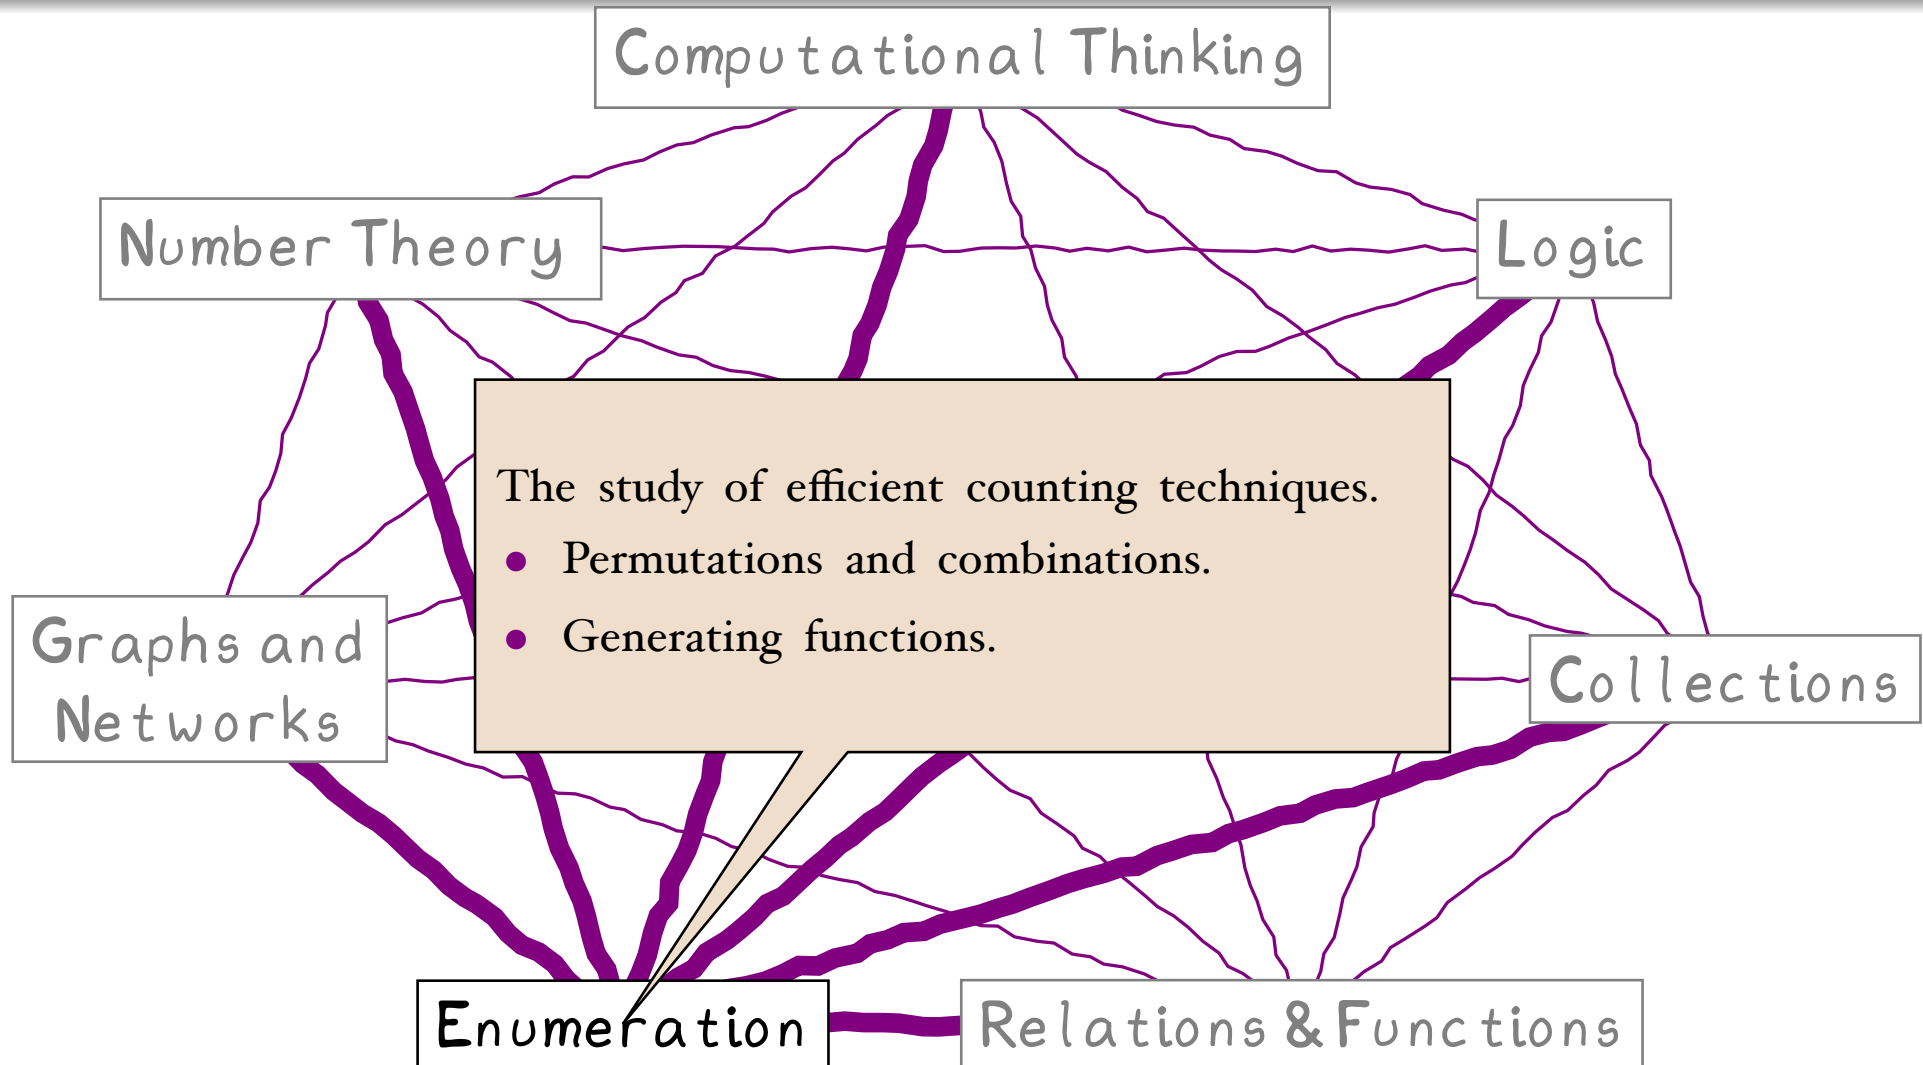 Computational Thinking
Number Theory
Logic
The study of efficient counting techniques.
• Permutations and combinations.
• Generating functions.
Graphs and
Networks
Collections
Enumeration
Relations & Functions